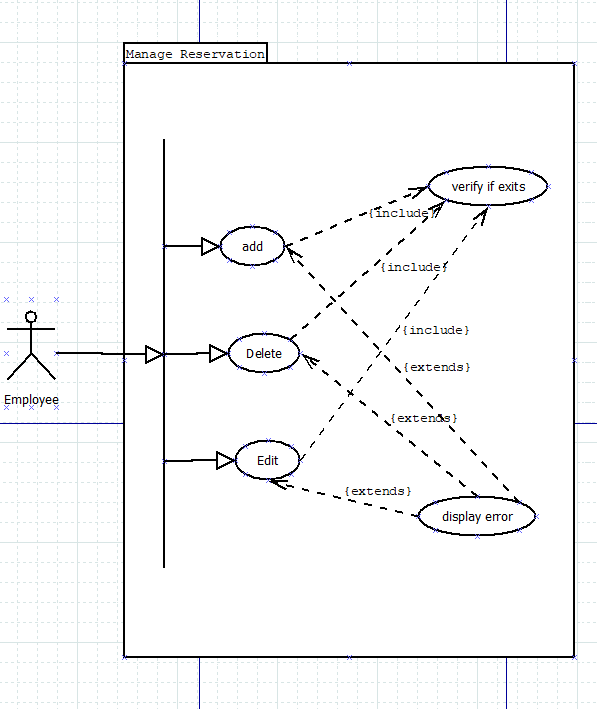 Manage Reservation
verify if exits
{include}
add
{include}
{include}
Delete
{extends}
Employee
{extends}
Edit
{extends}
display error